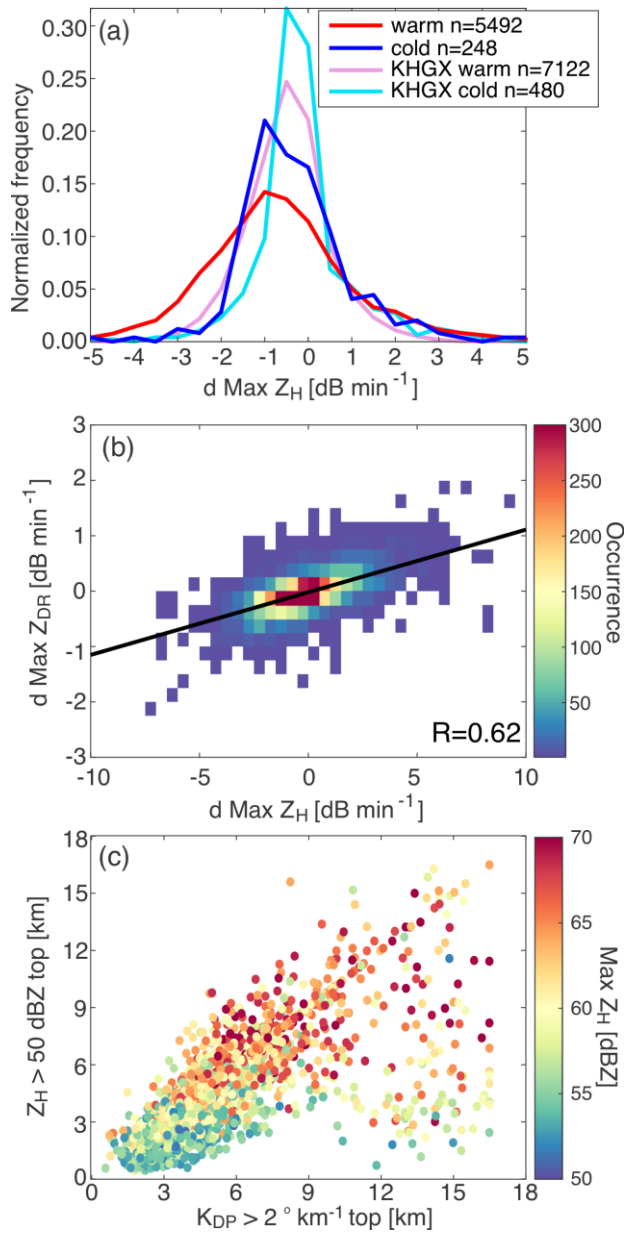 (a)
warm n=5492
cold n=248
KHGX warm n=7122
KHGX cold n=480
0.30
0.25
0.20
0.15
0.10
0.05
0.00
Normalized frequency
-5 -4 -3 -2 -1 0 1 2 3 4 5
d Max Z_H [dB min⁻¹]
(b)
3
2
1
0
-1
-2
-3
d Max Z_DR [dB min⁻¹]
R=0.62
-10 -5 0 5 10
d Max Z_H [dB min⁻¹]
300
250
200
150
100
50
Occurrence
(c)
18
15
12
9
6
3
0
Z_H > 50 dBZ top [km]
0 3 6 9 12 15 18
K_DP > 2 ° km⁻¹ top [km]
70
65
60
55
50
Max Z_H [dBZ]